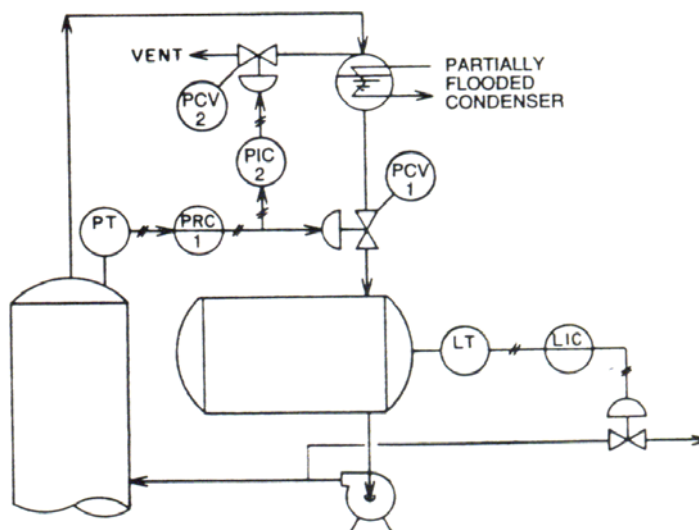 VENT
PARTIALLY
FLOODED
CONDENSER
PCV
2
PIC
2
PCV
1
PT
PRC
1
LT
LIC